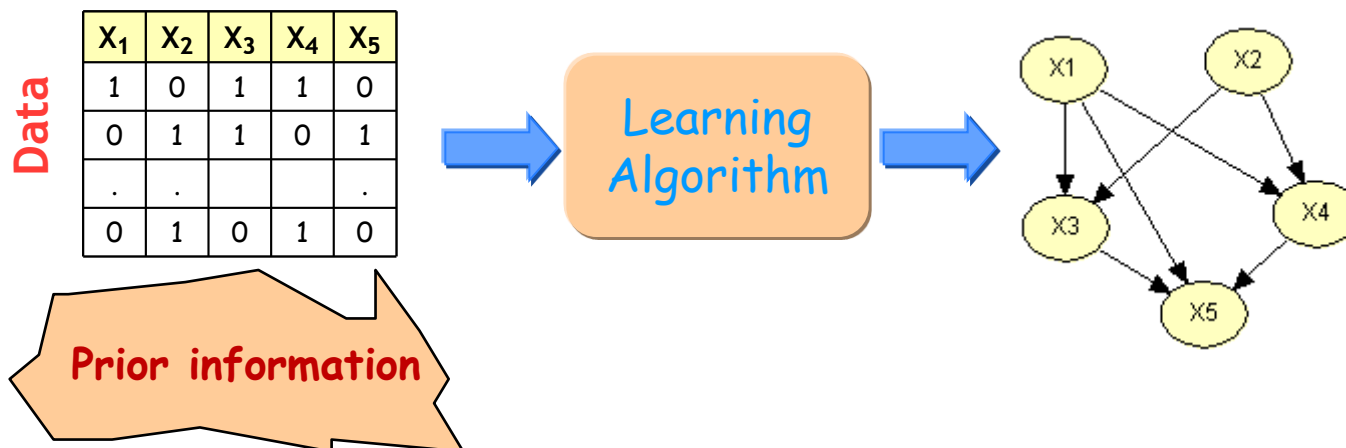 Data
X₁ X₂ X₃ X₄ X₅
1 0 1 1 0
0 1 1 0 1
. . .
0 1 0 1 0
Prior information
Learning
Algorithm
X1
X2
X3
X4
X5